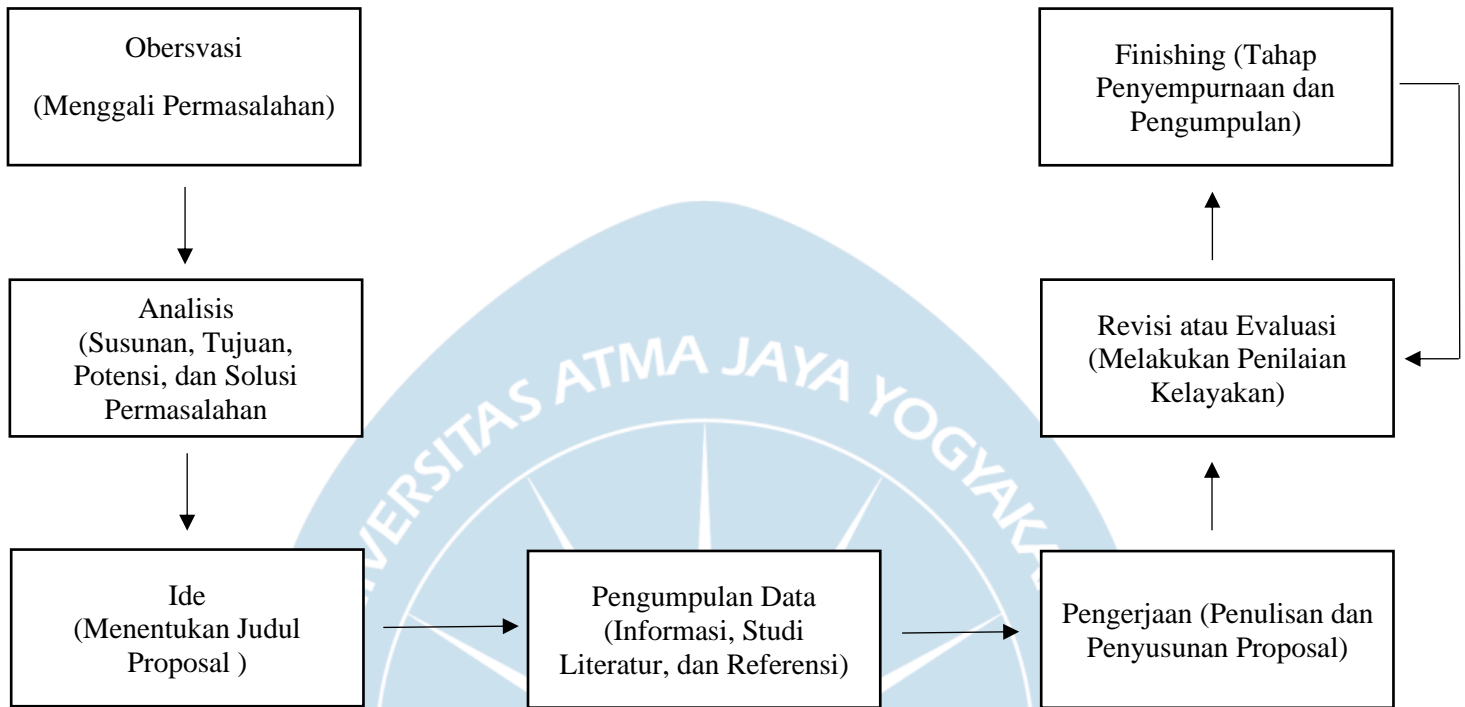 Obersvasi
(Menggali Permasalahan)
Analisis
(Susunan, Tujuan,
Potensi, dan Solusi
Permasalahan
Ide
(Menentukan Judul
Proposal )
Pengumpulan Data
(Informasi, Studi
Literatur, dan Referensi)
Pengerjaan (Penulisan dan
Penyusunan Proposal)
Revisi atau Evaluasi
(Melakukan Penilaian
Kelayakan)
Finishing (Tahap
Penyempurnaan dan
Pengumpulan)
VERSITAS ATMA JAYA YOGYAKA